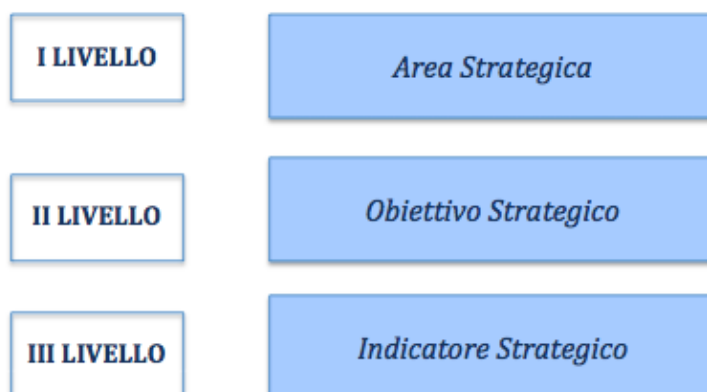 I LIVELLO
Area Strategica
II LIVELLO
Obiettivo Strategico
III LIVELLO
Indicatore Strategico